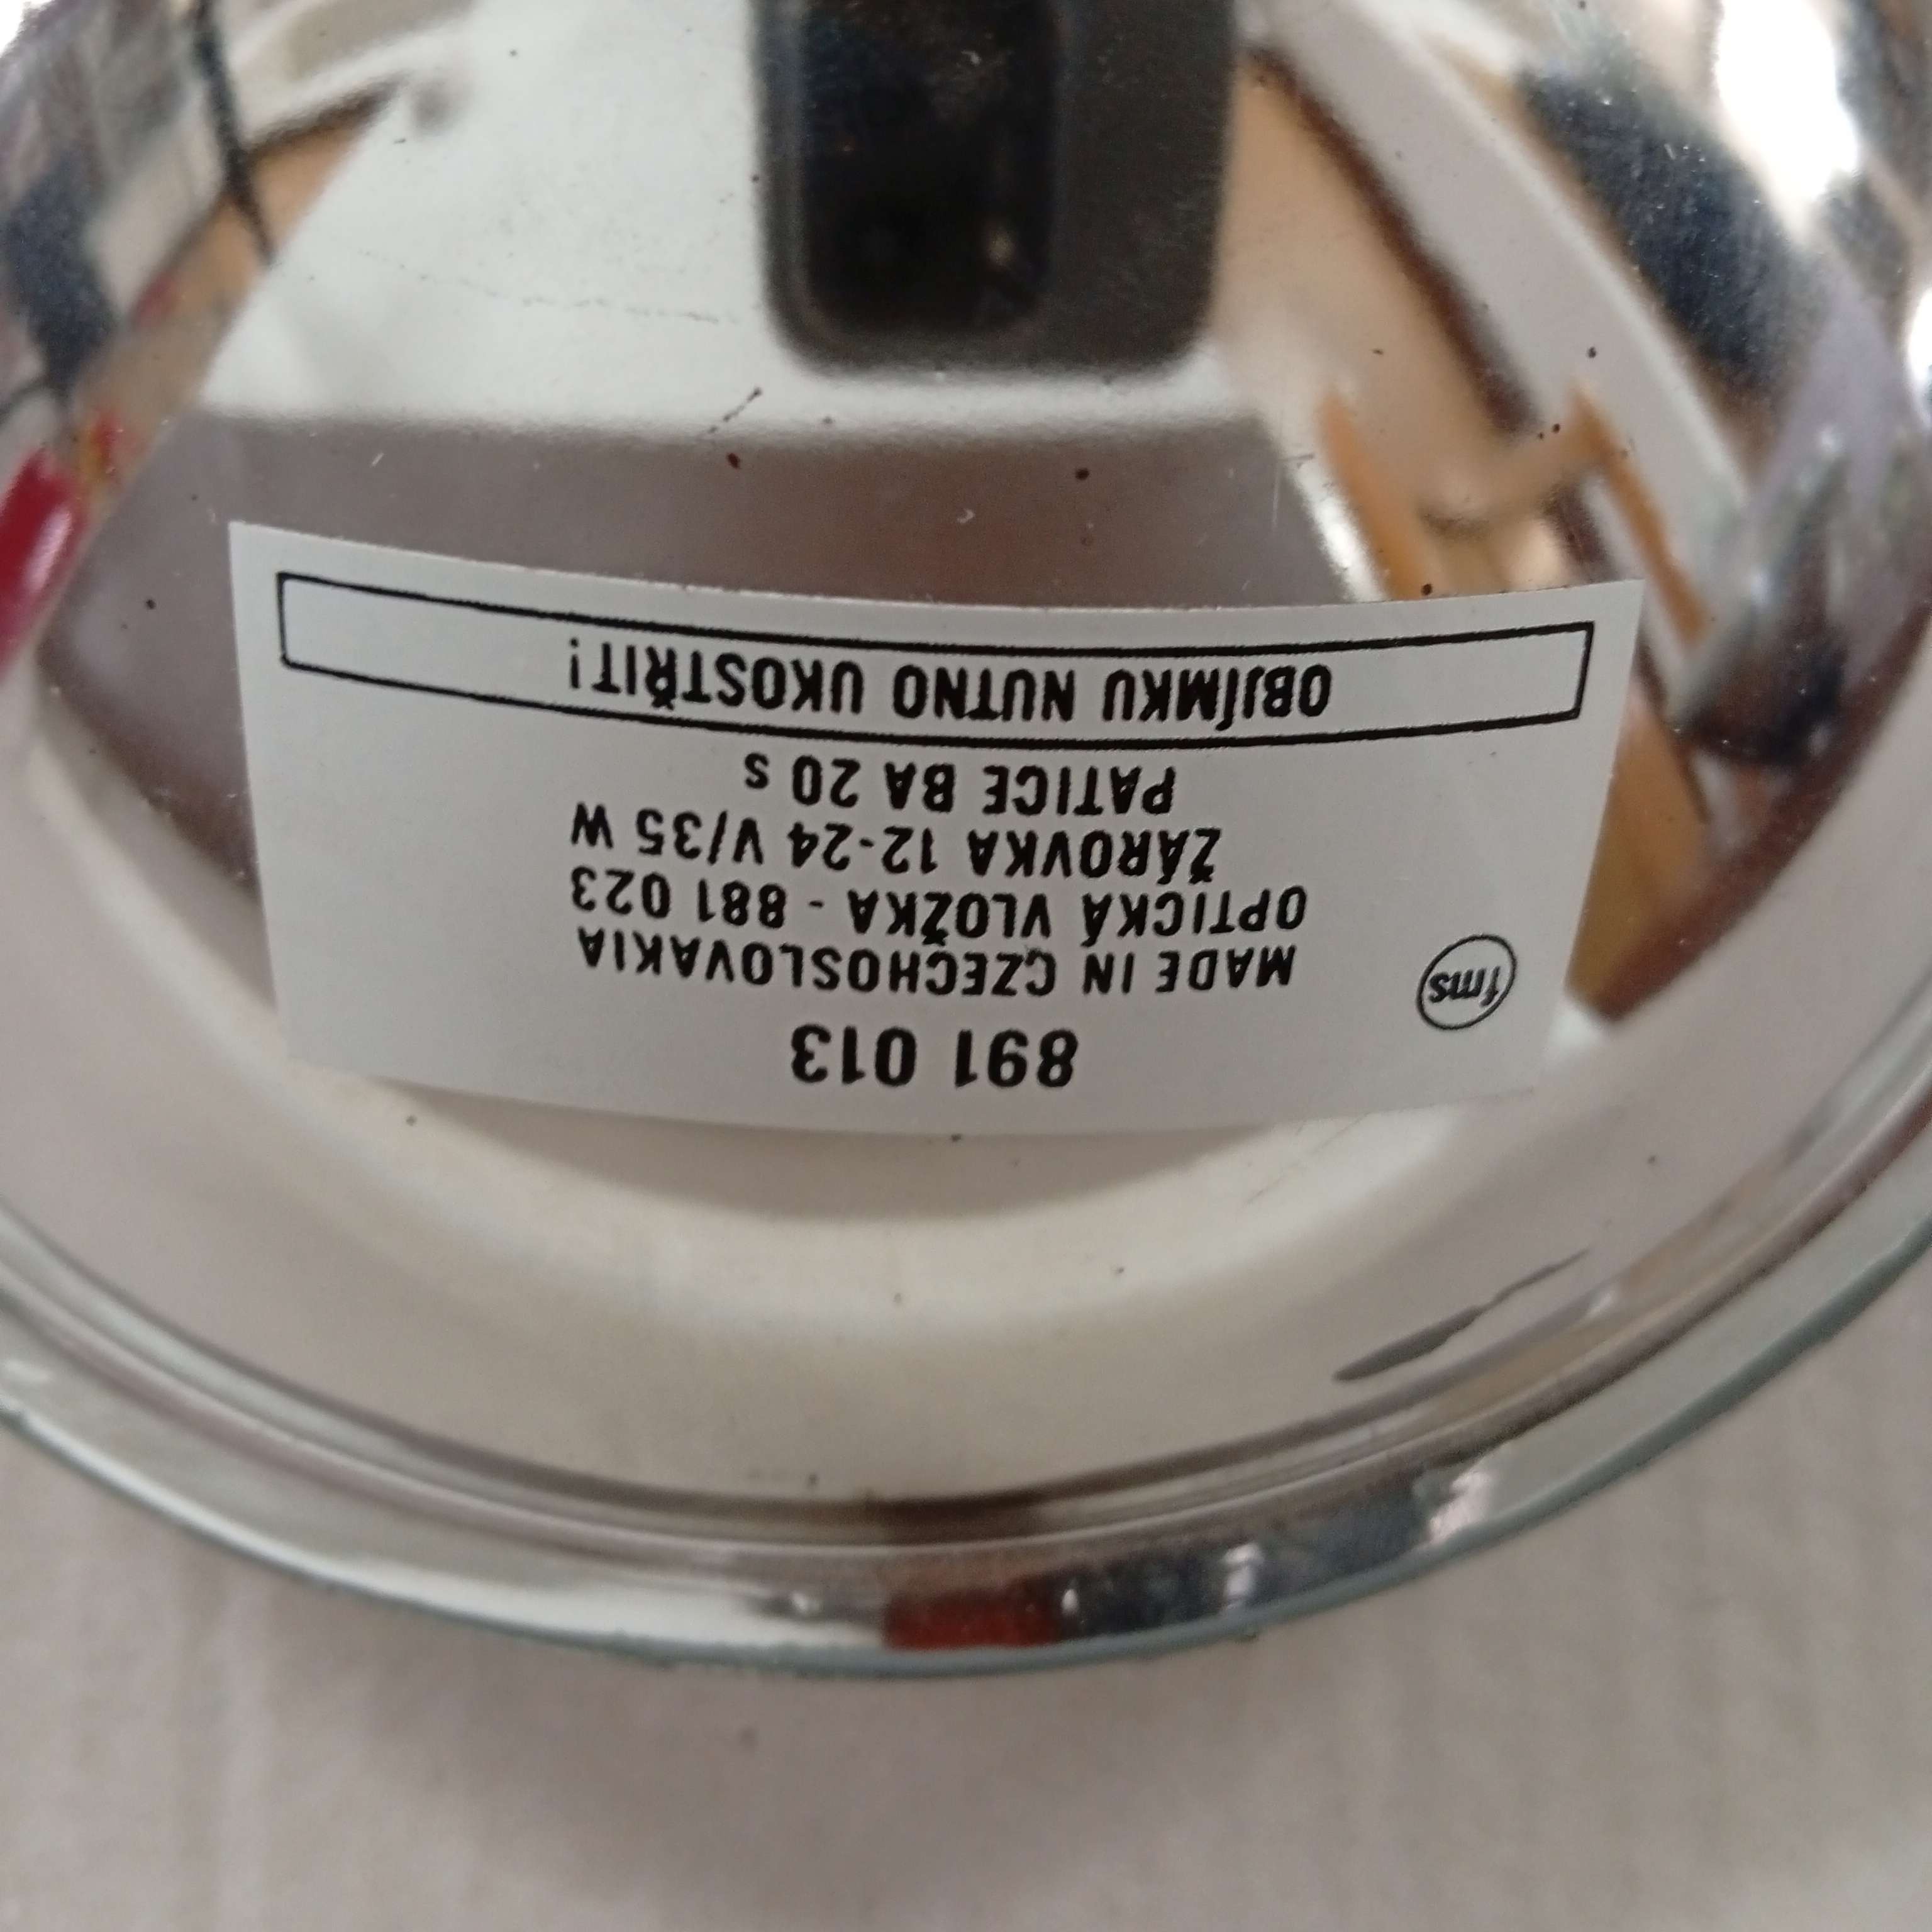 891 013
fms
MADE IN CZECHOSLOVAKIA
OPTICKÁ VLOŽKA - 881 023
ŽÁROVKA 12-24 V/35 W
PATICE BA 20 s
OBJÍMKU NUTNO UKOSTŘIT!